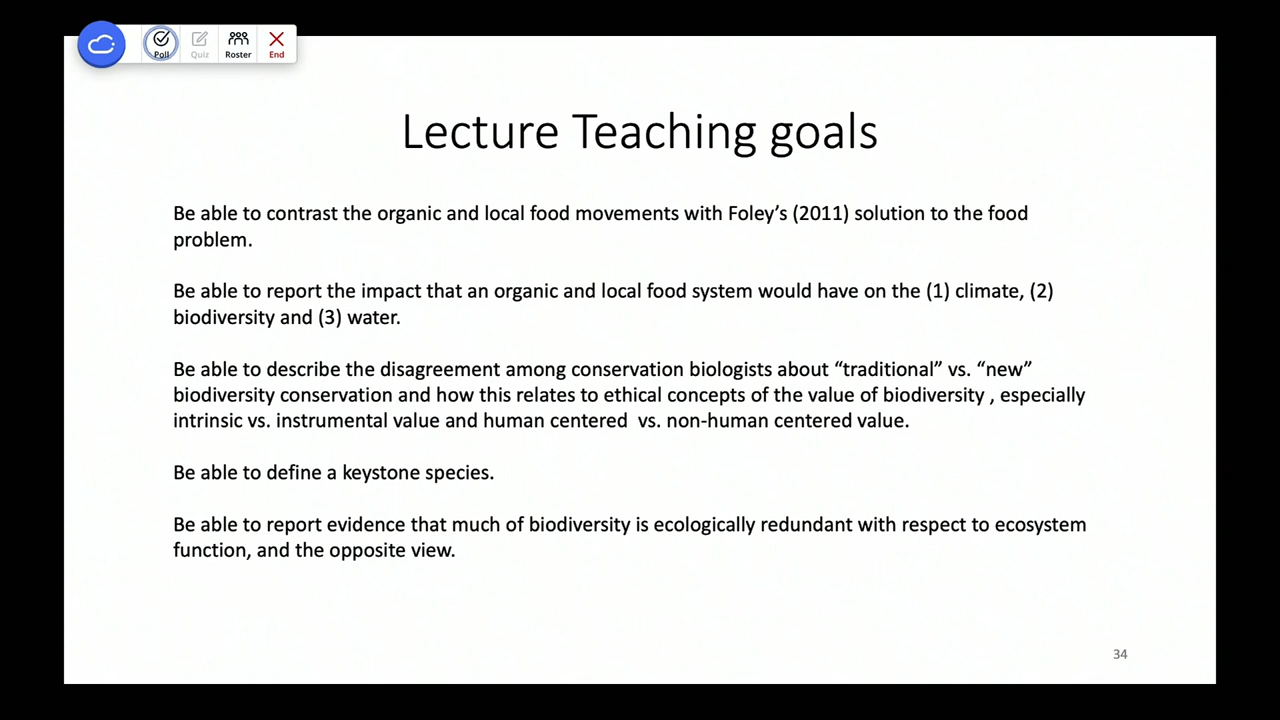 Poll
Quiz
Roster
End
Lecture Teaching goals
Be able to contrast the organic and local food movements with Foley’s (2011) solution to the food
problem.
Be able to report the impact that an organic and local food system would have on the (1) climate, (2)
biodiversity and (3) water.
Be able to describe the disagreement among conservation biologists about “traditional” vs. “new”
biodiversity conservation and how this relates to ethical concepts of the value of biodiversity , especially
intrinsic vs. instrumental value and human centered  vs. non-human centered value.
Be able to define a keystone species.
Be able to report evidence that much of biodiversity is ecologically redundant with respect to ecosystem
function, and the opposite view.
34